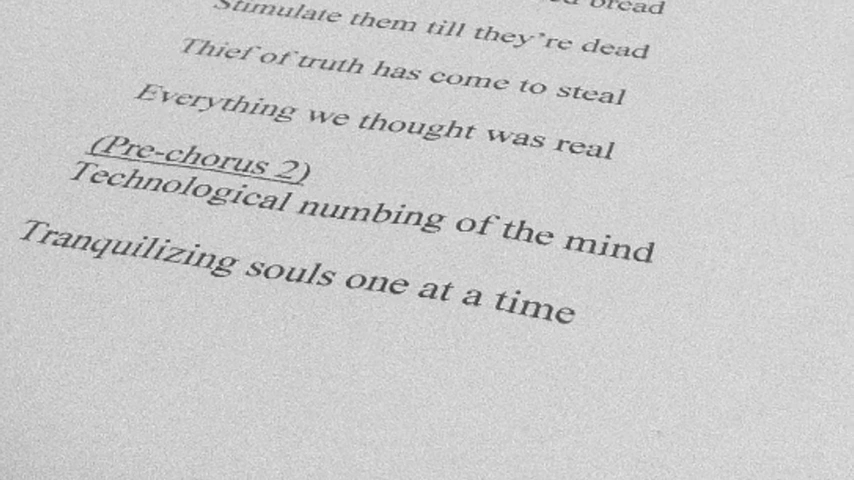 bread
Stimulate them till they're dead
Thief of truth has come to steal
Everything we thought was real
(Pre-chorus 2)
Technological numbing of the mind
Tranquilizing souls one at a time